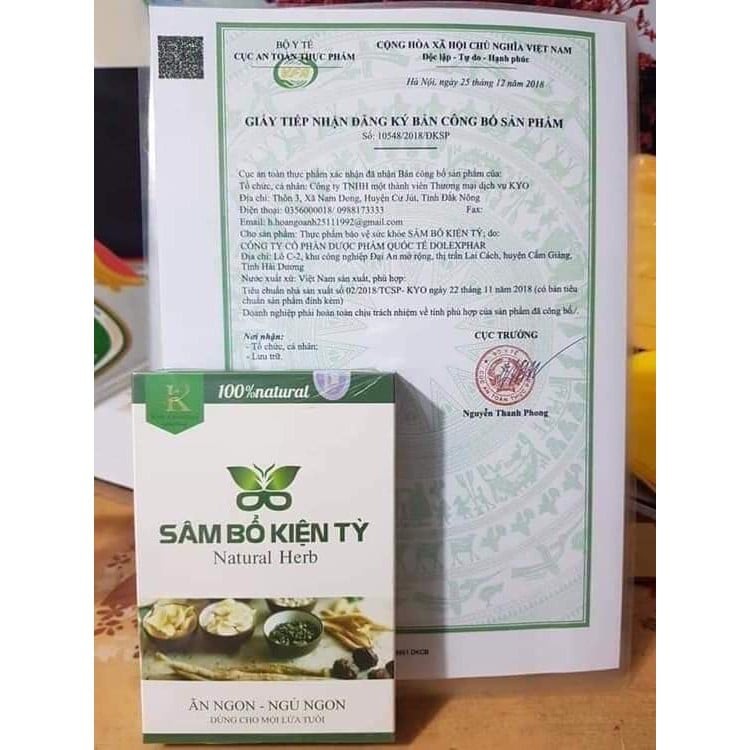 BỘ Y TẾ
CỤC AN TOÀN THỰC PHẨM
VFA
CỘNG HÒA XÃ HỘI CHỦ NGHĨA VIỆT NAM
Độc lập - Tự do - Hạnh phúc
Hà Nội, ngày 25 tháng 12 năm 2018
GIẤY TIẾP NHẬN ĐĂNG KÝ BẢN CÔNG BỐ SẢN PHẨM
Số: 10548/2018/ĐKSP
Cục an toàn thực phẩm xác nhận đã nhận Bản công bố sản phẩm của:
Tổ chức, cá nhân: Công ty TNHH một thành viên Thương mại dịch vụ KYO
Địa chỉ: Thôn 3, Xã Nam Dong, Huyện Cư Jút, Tỉnh Đắk Nông
Điện thoại: 0356000018/ 0988173333 Fax:
Email: h.hoangoanh25111992@gmail.com
Cho sản phẩm: Thực phẩm bảo vệ sức khỏe SÂM BỔ KIỆN TỲ; do:
CÔNG TY CỔ PHẦN DƯỢC PHẨM QUỐC TẾ DOLEXPHAR
Địa chỉ: Lô C-2, khu công nghiệp Đại An mở rộng, thị trấn Lai Cách, huyện Cẩm Giàng,
Tỉnh Hải Dương
Nước xuất xứ: Việt Nam sản xuất, phù hợp:
Tiêu chuẩn nhà sản xuất số 02/2018/TCSP- KYO ngày 22 tháng 11 năm 2018 (có bản tiêu
chuẩn sản phẩm đính kèm)
Doanh nghiệp phải hoàn toàn chịu trách nhiệm về tính phù hợp của sản phẩm đã công bố./.
Nơi nhận:
- Tổ chức, cá nhân;
- Lưu trữ.
CỤC TRƯỞNG
Nguyễn Thanh Phong
100%natural
SÂM BỔ KIỆN TỲ
Natural Herb
ĂN NGON - NGỦ NGON
DÙNG CHO MỌI LỨA TUỔI